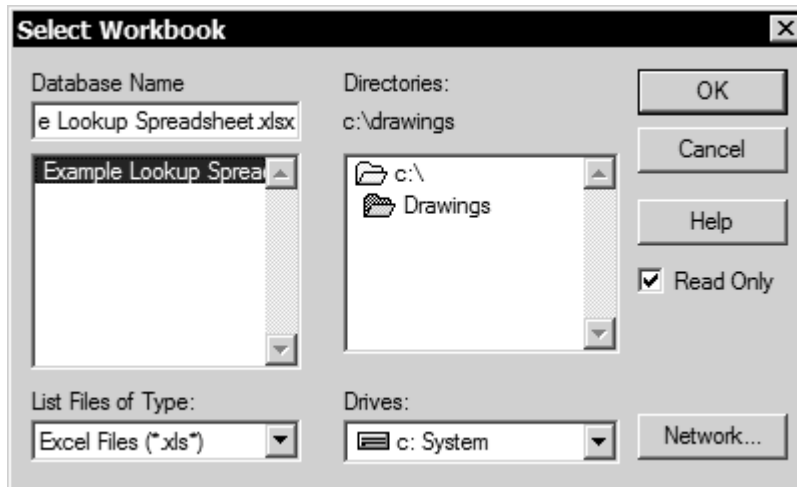 Select Workbook
Database Name
e Lookup Spreadsheet.xlsx
Example Lookup Sprea
List Files of Type:
Excel Files (*.xls*)
Directories:
c:\drawings
c:\
Drawings
Drives:
c: System
OK
Cancel
Help
Read Only
Network...